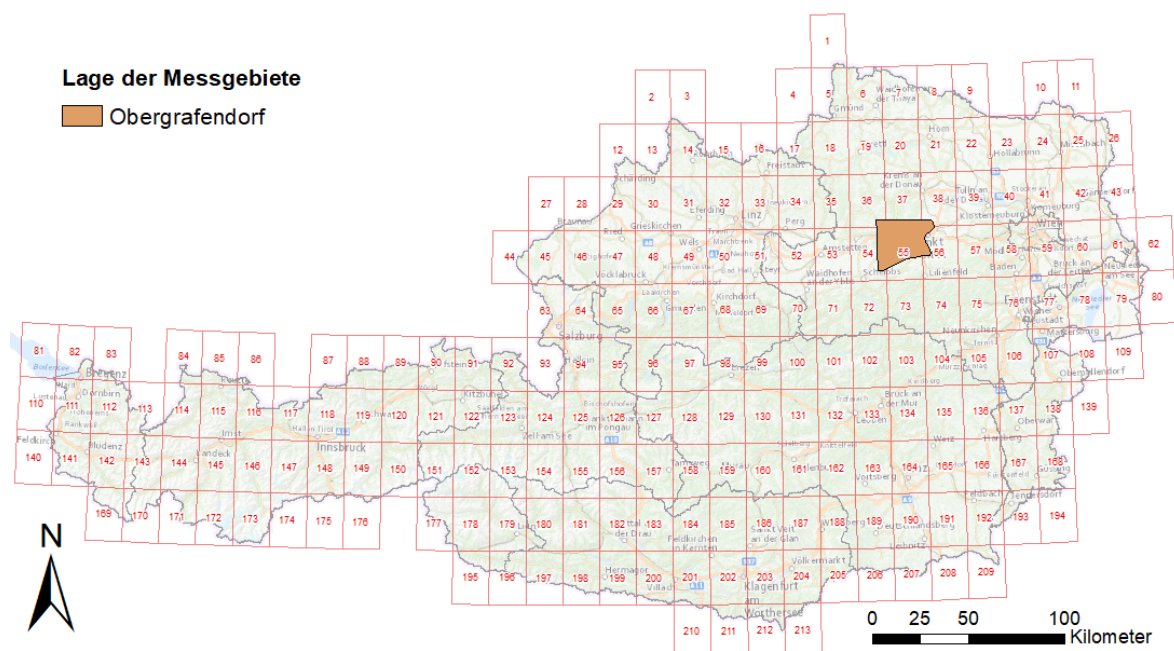 Lage der Messgebiete
Obergrafendorf
1
2 3 4 5 6 7 8 9 10 11
Gmünd
12 13 14 15 16 17 18 19 20 21 22 23 24 25 26
Horn
Hollabrunn
Freistadt
Schärding
Krems an
der Donau
27 28 29 30 31 32 33 34 35 36 37 38 39 40 41 42 43
Braunau
Eferding
Linz
Perg
Klosterneuburg
Korneuburg
Ried
Grieskirchen
Wels
Wien
44 45 46 47 48 49 50 51 52 53 54 55 56 57 58 59 60 61 62
Amstetten
Steyr
Vöcklabruck
Waidhofen
an der Ybbs
Lilienfeld
Baden
Bruck an
der Leitha
Kirchdorf
63 64 65 66 67 68 69 70 71 72 73 74 75 76 77 78 79 80
Salzburg
Hallein
Neunkirchen
Wiener
Neustadt
Mattersburg
81 82 83 84 85 86 87 88 89 90 91 92 93 94 95 96 97 98 99 100 101 102 103 104 105 106 107 108 109
Bodensee
Bregenz
Reutte
Oberpullendorf
Dornbirn
Kitzbühel
110 111 112 113 114 115 116 117 118 119 120 121 122 123 124 125 126 127 128 129 130 131 132 133 134 135 136 137 138 139
Feldkirch
Bludenz
Imst
Landeck
Hall in Tirol
Innsbruck
Schwaz
Zell am See
Bischofshofen
Sankt Johann
im Pongau
Bruck an
der Mur
Leoben
Weiz
Hartberg
Oberwart
140 141 142 143 144 145 146 147 148 149 150 151 152 153 154 155 156 157 158 159 160 161 162 163 164 165 166 167 168
Tamsweg
Murau
Voitsberg
Güssing
Feldbach
Jennersdorf
169 170 171 172 173 174 175 176 177 178 179 180 181 182 183 184 185 186 187 188 189 190 191 192 193 194
Feldkirchen
in Kärnten
Sankt Veit
an der Glan
Völkermarkt
Leibnitz
Hermagor
195 196 197 198 199 200 201 202 203 204 205 206 207 208 209
Villach
Klagenfurt
am
Wörthersee
210 211 212 213
N
0 25 50 100
Kilometer